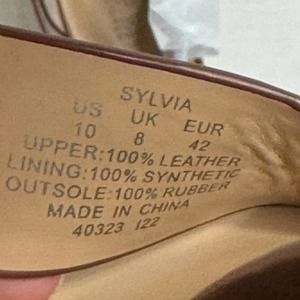 SYLVIA
US UK EUR
10 8 42
UPPER:100% LEATHER
LINING:100% SYNTHETIC
OUTSOLE:100% RUBBER
MADE IN CHINA
40323 122